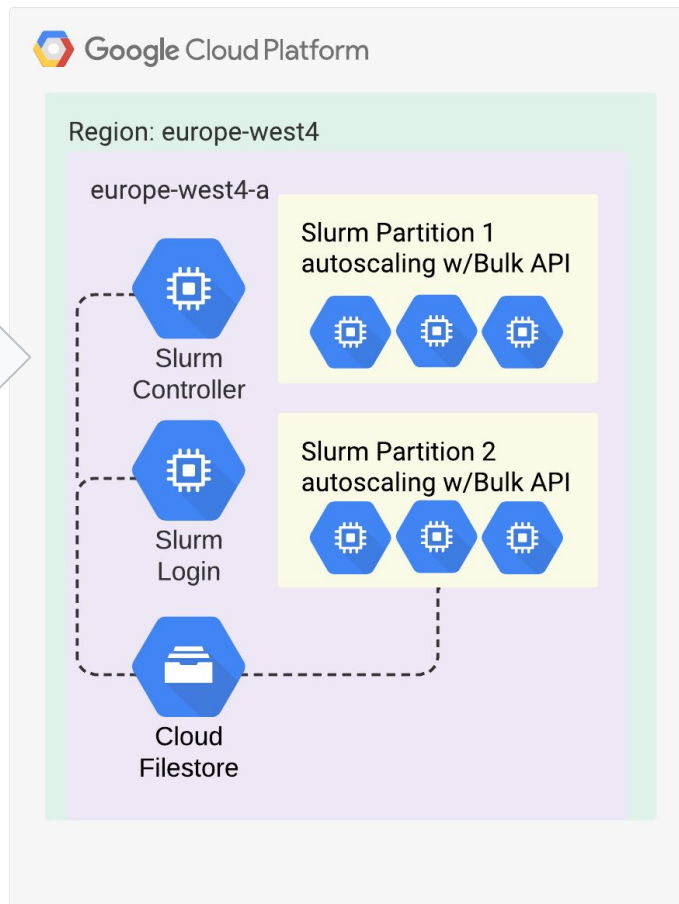 Google Cloud Platform
Region: europe-west4
europe-west4-a
Slurm
Controller
Slurm Partition 1
autoscaling w/Bulk API
Slurm
Login
Slurm Partition 2
autoscaling w/Bulk API
Cloud
Filestore